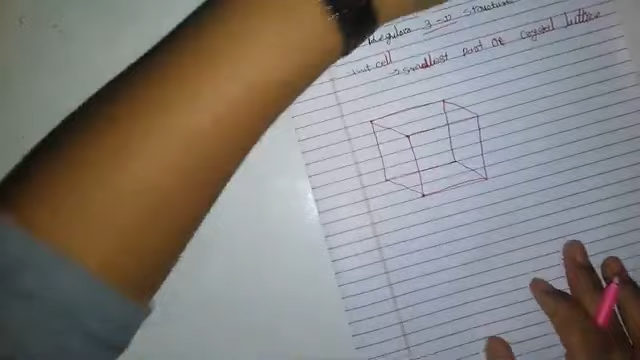 Regular 3-D structure
Unit cell
→ smallest part of crystal lattice